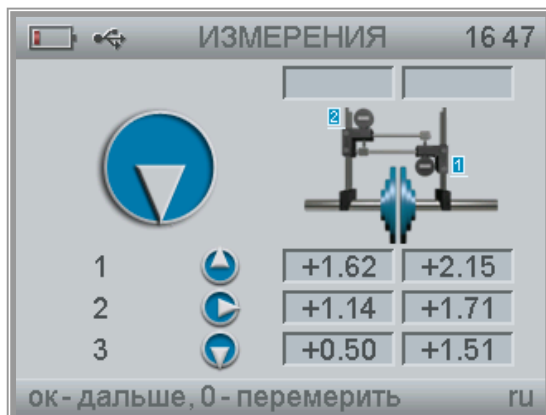 ИЗМЕРЕНИЯ 16 47
2
1
1 +1.62 +2.15
2 +1.14 +1.71
3 +0.50 +1.51
ок - дальше, 0 - перемерить ru